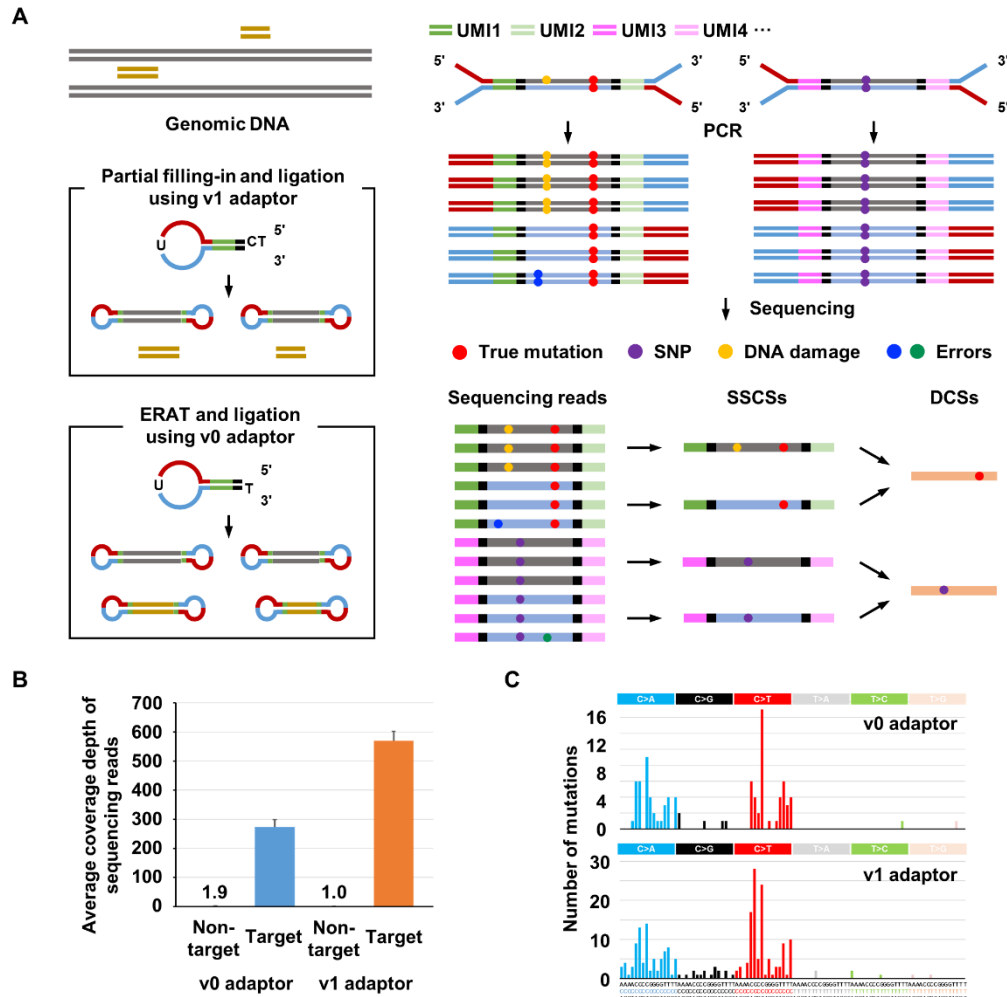 A
Genomic DNA
Partial filling-in and ligation
using v1 adaptor
U
CT
5'
3'
ERAT and ligation
using v0 adaptor
U
T
5'
3'
UMI1 UMI2 UMI3 UMI4 ...
5' 3' 5' 3'
3' 5' 3' 5'
PCR
Sequencing
True mutation SNP DNA damage Errors
Sequencing reads SSCSs DCSs
B
Average coverage depth of
sequencing reads
700
600
500
400
300
200
100
0
1.9 1.0
Non-
target Target Non-
target Target
v0 adaptor v1 adaptor
C
Number of mutations
C>A C>G C>T T>A T>C T>G
v0 adaptor
16
12
8
4
0
C>A C>G C>T T>A T>C T>G
v1 adaptor
30
20
10
0